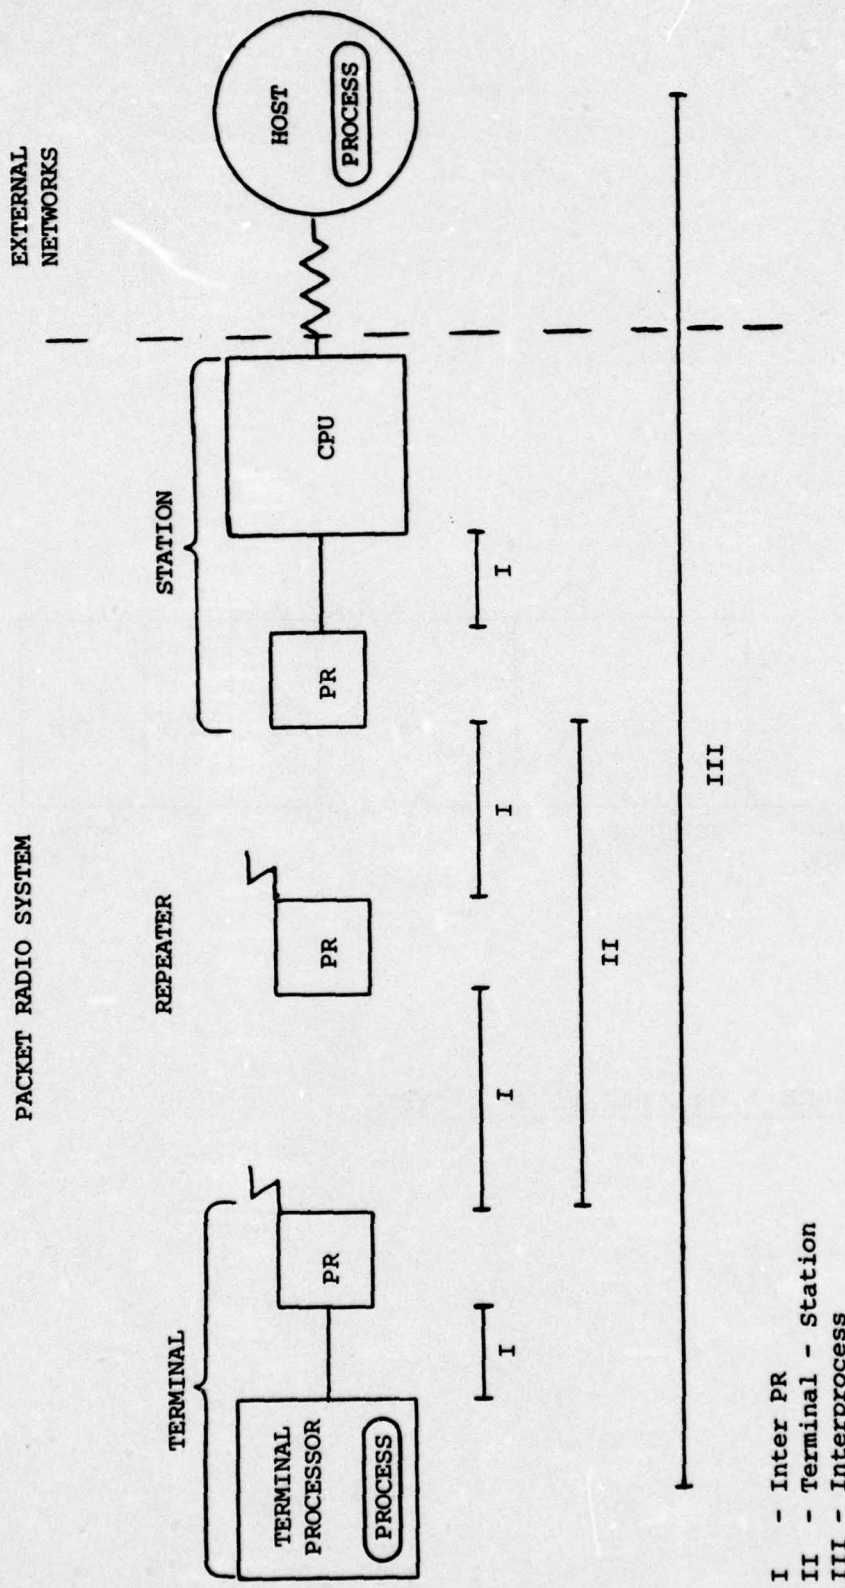 PACKET RADIO SYSTEM
EXTERNAL
NETWORKS
TERMINAL
REPEATER
STATION
TERMINAL
PROCESSOR
PROCESS
PR
PR
PR
CPU
HOST
PROCESS
I
I
I
I
II
III
I - Inter PR
II - Terminal - Station
III - Interprocess